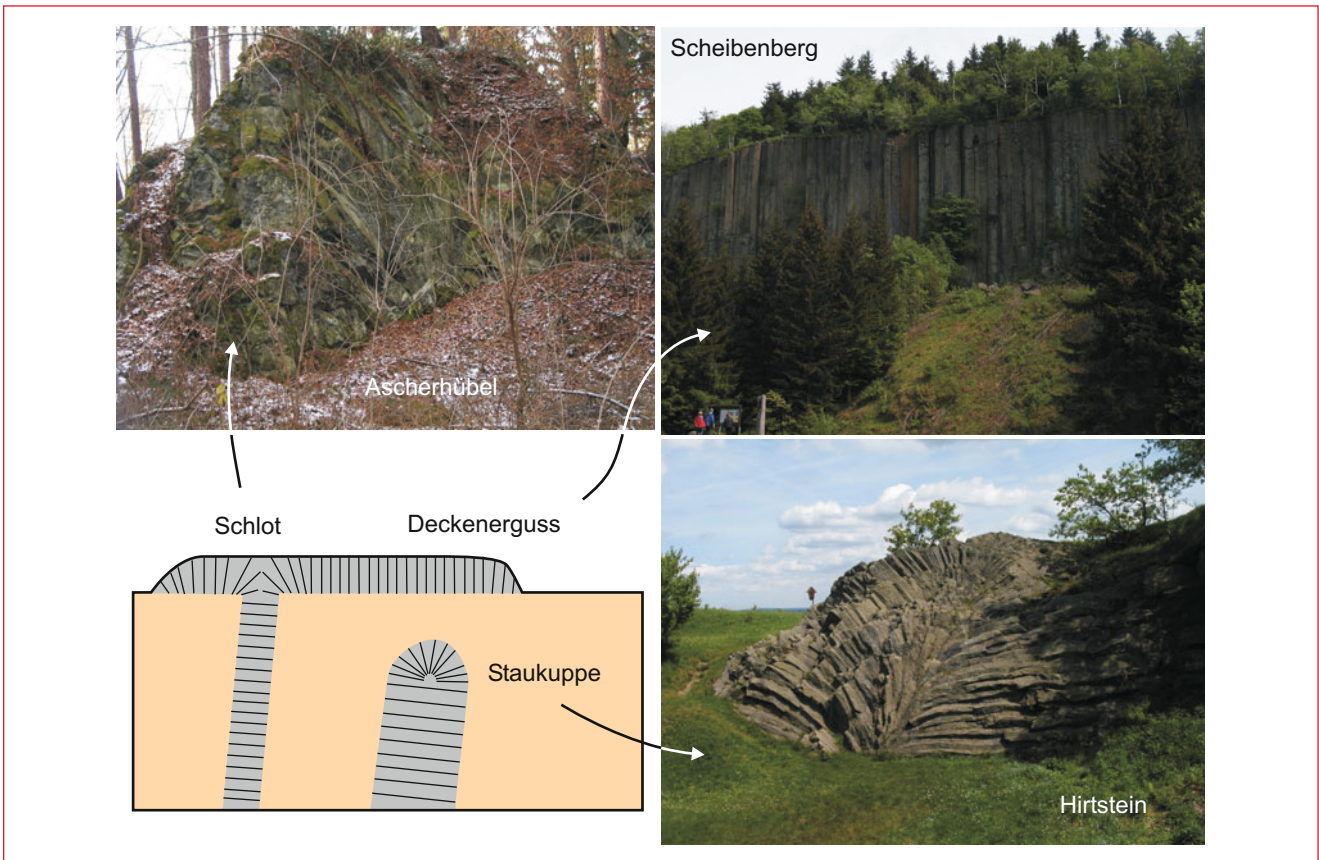 Scheibenberg
Ascherhübel
Schlot
Deckenerguss
Staukuppe
Hirtstein